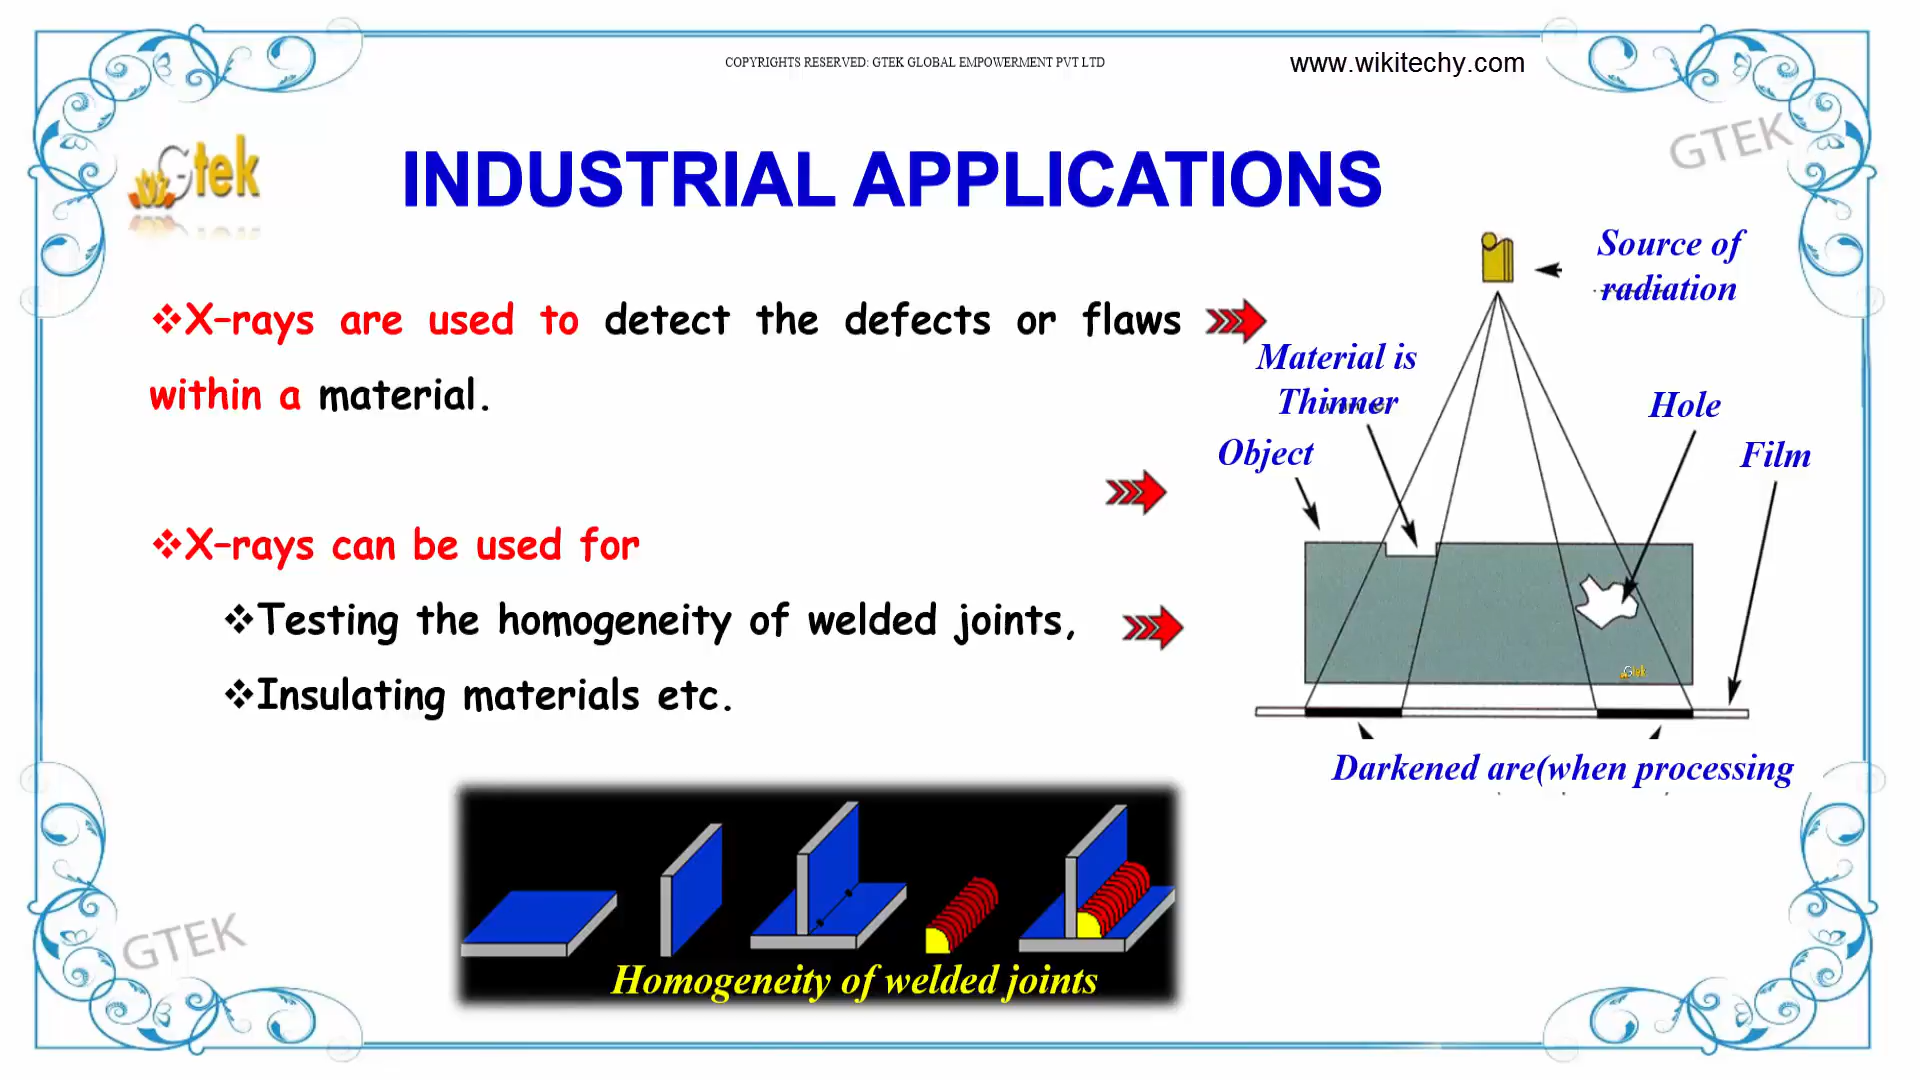 COPYRIGHTS RESERVED: GTEK GLOBAL EMPOWERMENT PVT LTD
www.wikitechy.com
GTEK
Gtek
INDUSTRIAL APPLICATIONS
❖X-rays are used to detect the defects or flaws
within a material.
❖X-rays can be used for
❖Testing the homogeneity of welded joints,
❖Insulating materials etc.
Source of
radiation
Material is
Thinner
Hole
Object
Film
Gtek
Darkened are(when processing
Homogeneity of welded joints
GTEK